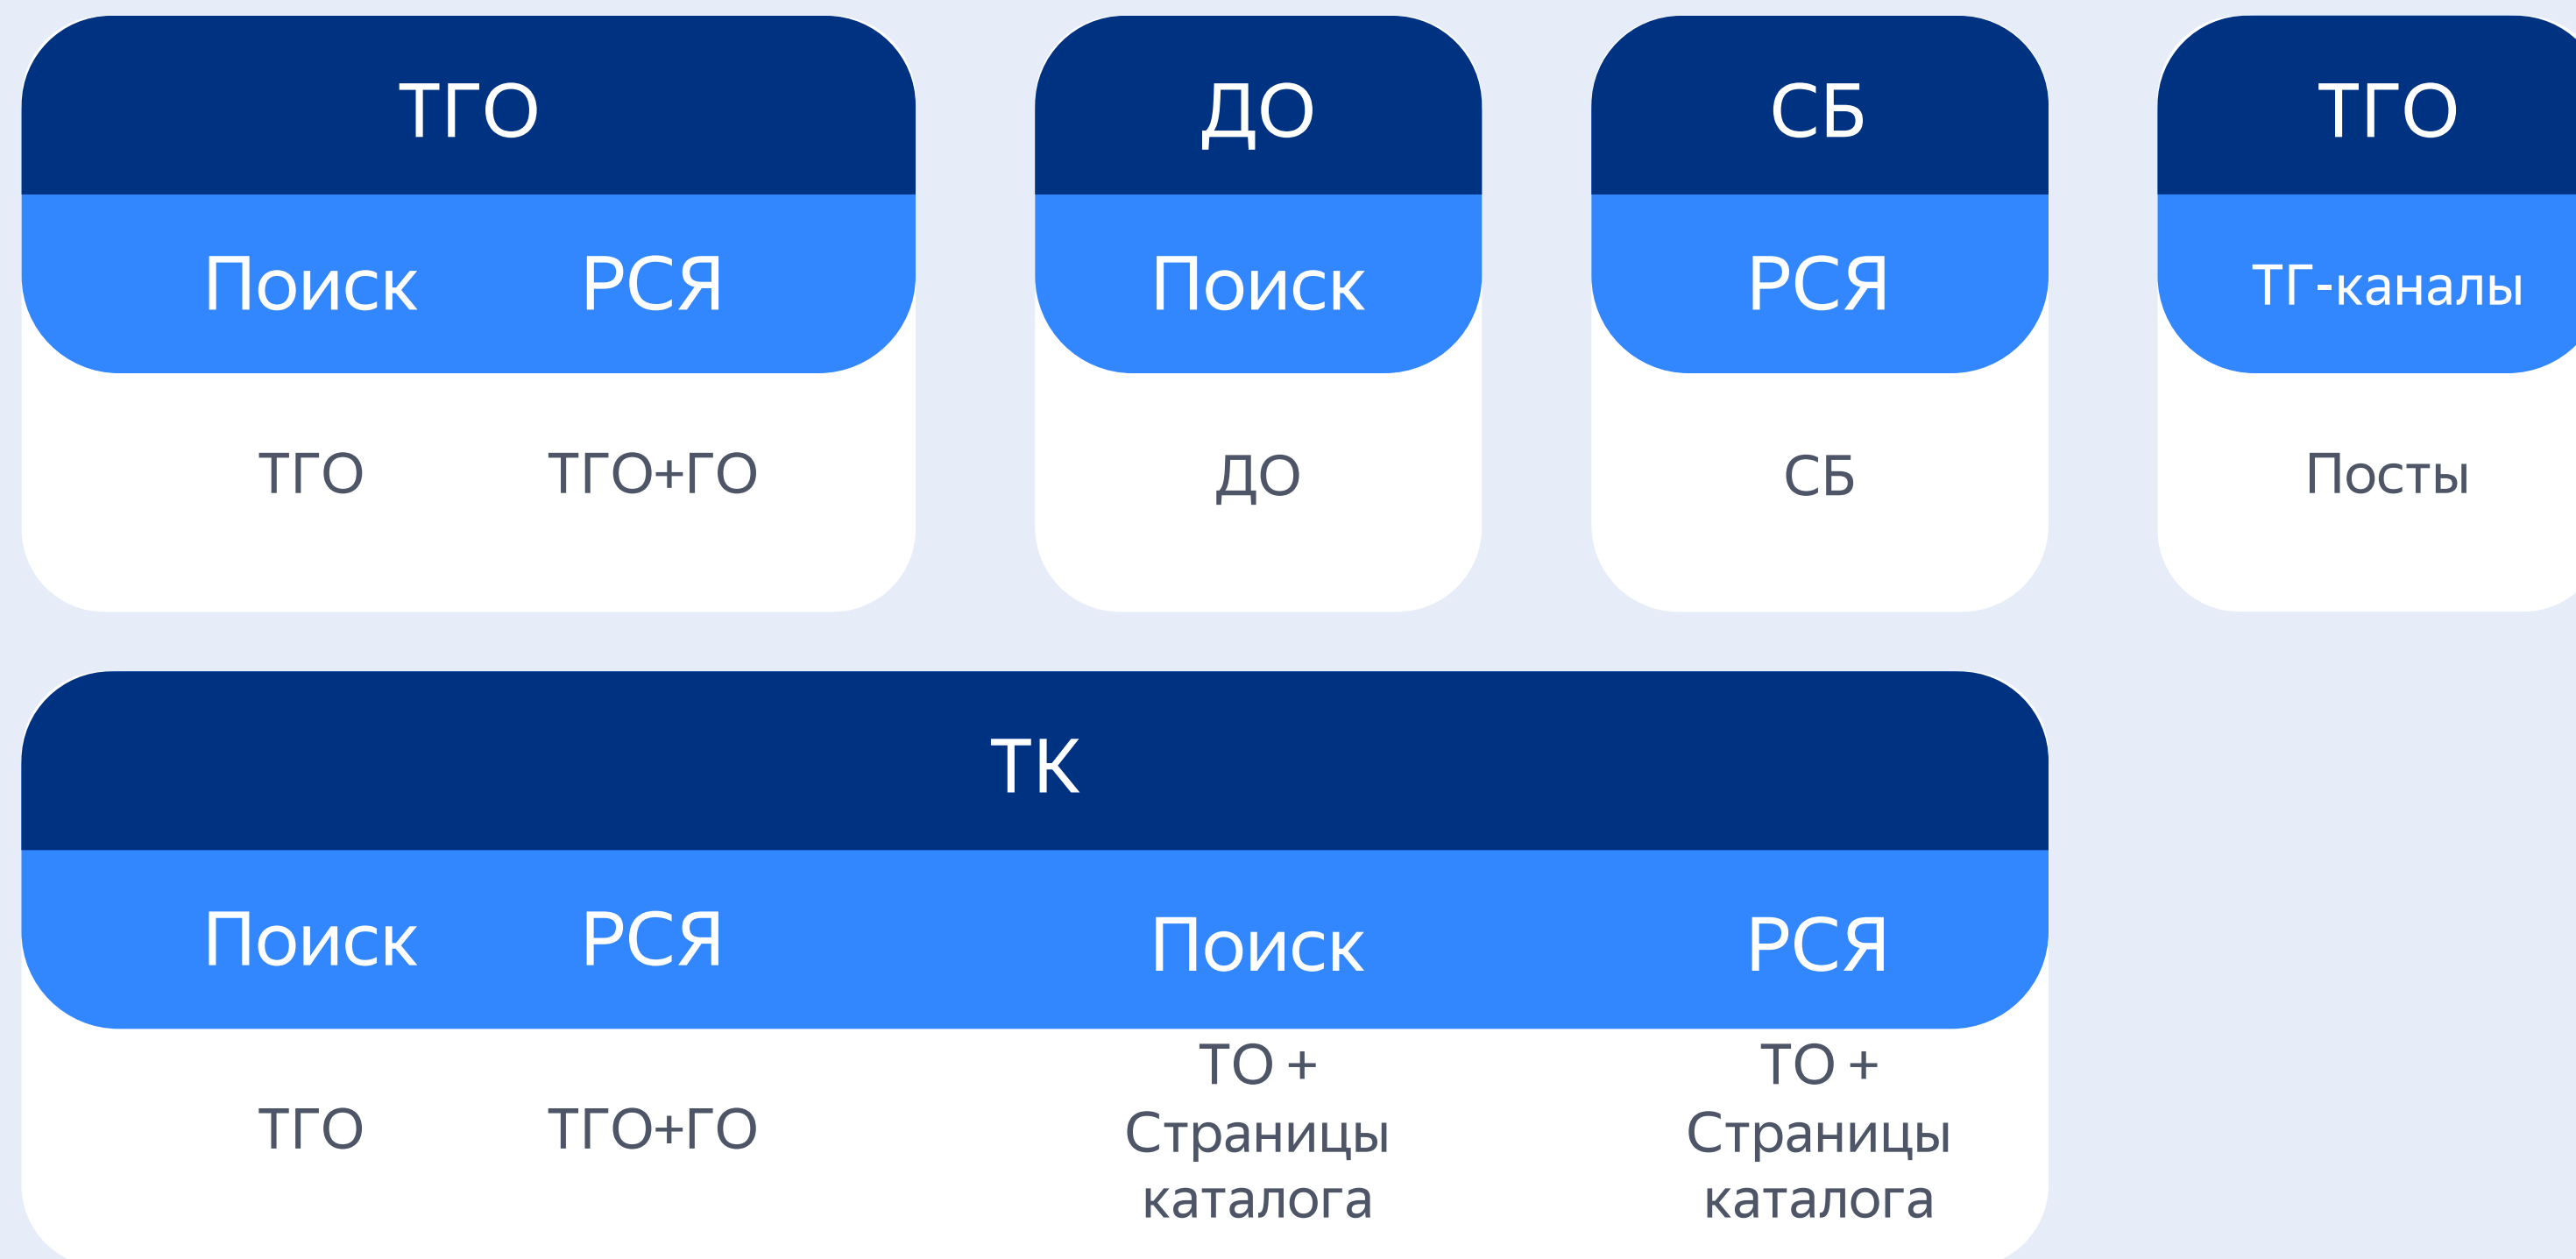 ТГО
Поиск РСЯ
ТГО ТГО+ГО
ДО
Поиск
ДО
СБ
РСЯ
СБ
ТГО
ТГ-каналы
Посты
ТК
Поиск РСЯ Поиск РСЯ
ТГО ТГО+ГО
ТО +
Страницы
каталога
ТО +
Страницы
каталога